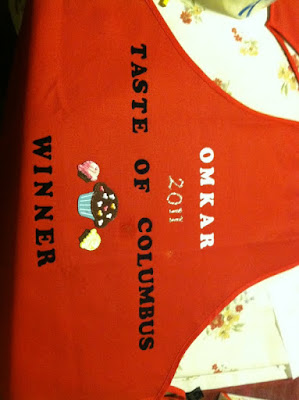 OMKAR
2011
TASTE OF COLUMBUS
WINNER